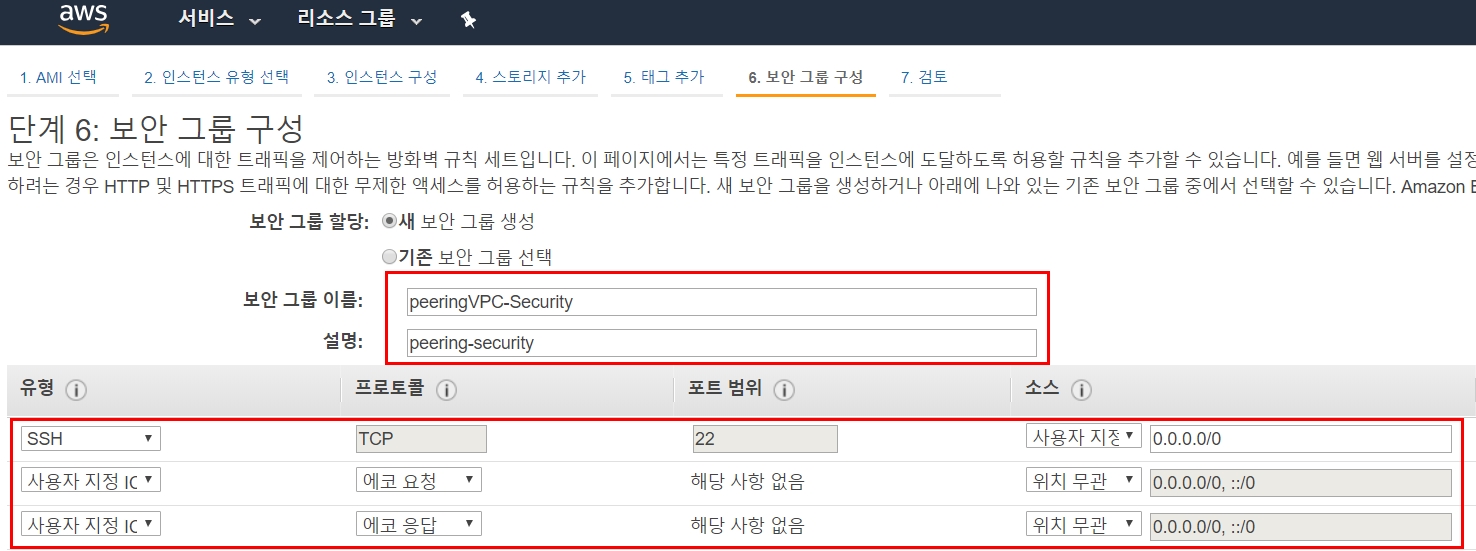 aws 서비스 리소스 그룹
1. AMI 선택 2. 인스턴스 유형 선택 3. 인스턴스 구성 4. 스토리지 추가 5. 태그 추가 6. 보안 그룹 구성 7. 검토
단계 6: 보안 그룹 구성
보안 그룹은 인스턴스에 대한 트래픽을 제어하는 방화벽 규칙 세트입니다. 이 페이지에서는 특정 트래픽을 인스턴스에 도달하도록 허용할 규칙을 추가할 수 있습니다. 예를 들면 웹 서버를 설정
하려는 경우 HTTP 및 HTTPS 트래픽에 대한 무제한 액세스를 허용하는 규칙을 추가합니다. 새 보안 그룹을 생성하거나 아래에 나와 있는 기존 보안 그룹 중에서 선택할 수 있습니다. Amazon E
보안 그룹 할당: 새 보안 그룹 생성
기존 보안 그룹 선택
보안 그룹 이름: peeringVPC-Security
설명: peering-security
유형 프로토콜 포트 범위 소스
SSH TCP 22 사용자 지정 0.0.0.0/0
사용자 지정 IC 에코 요청 해당 사항 없음 위치 무관 0.0.0.0/0, ::/0
사용자 지정 IC 에코 응답 해당 사항 없음 위치 무관 0.0.0.0/0, ::/0